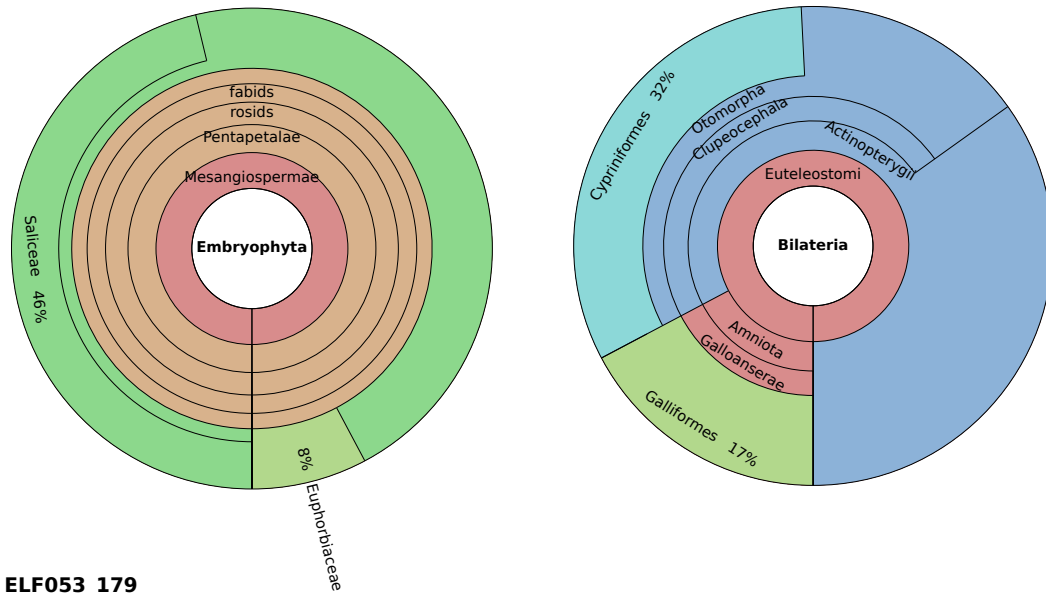 fabids
rosids
Pentapetalae
Mesangiospermae
Embryophyta
Saliceae 46%
8% Euphorbiaceae
Cypriniformes 32%
Otomorpha
Clupeocephala
Actinopterygii
Euteleostomi
Bilateria
Amniota
Galloanserae
Galliformes 17%
ELF053 179